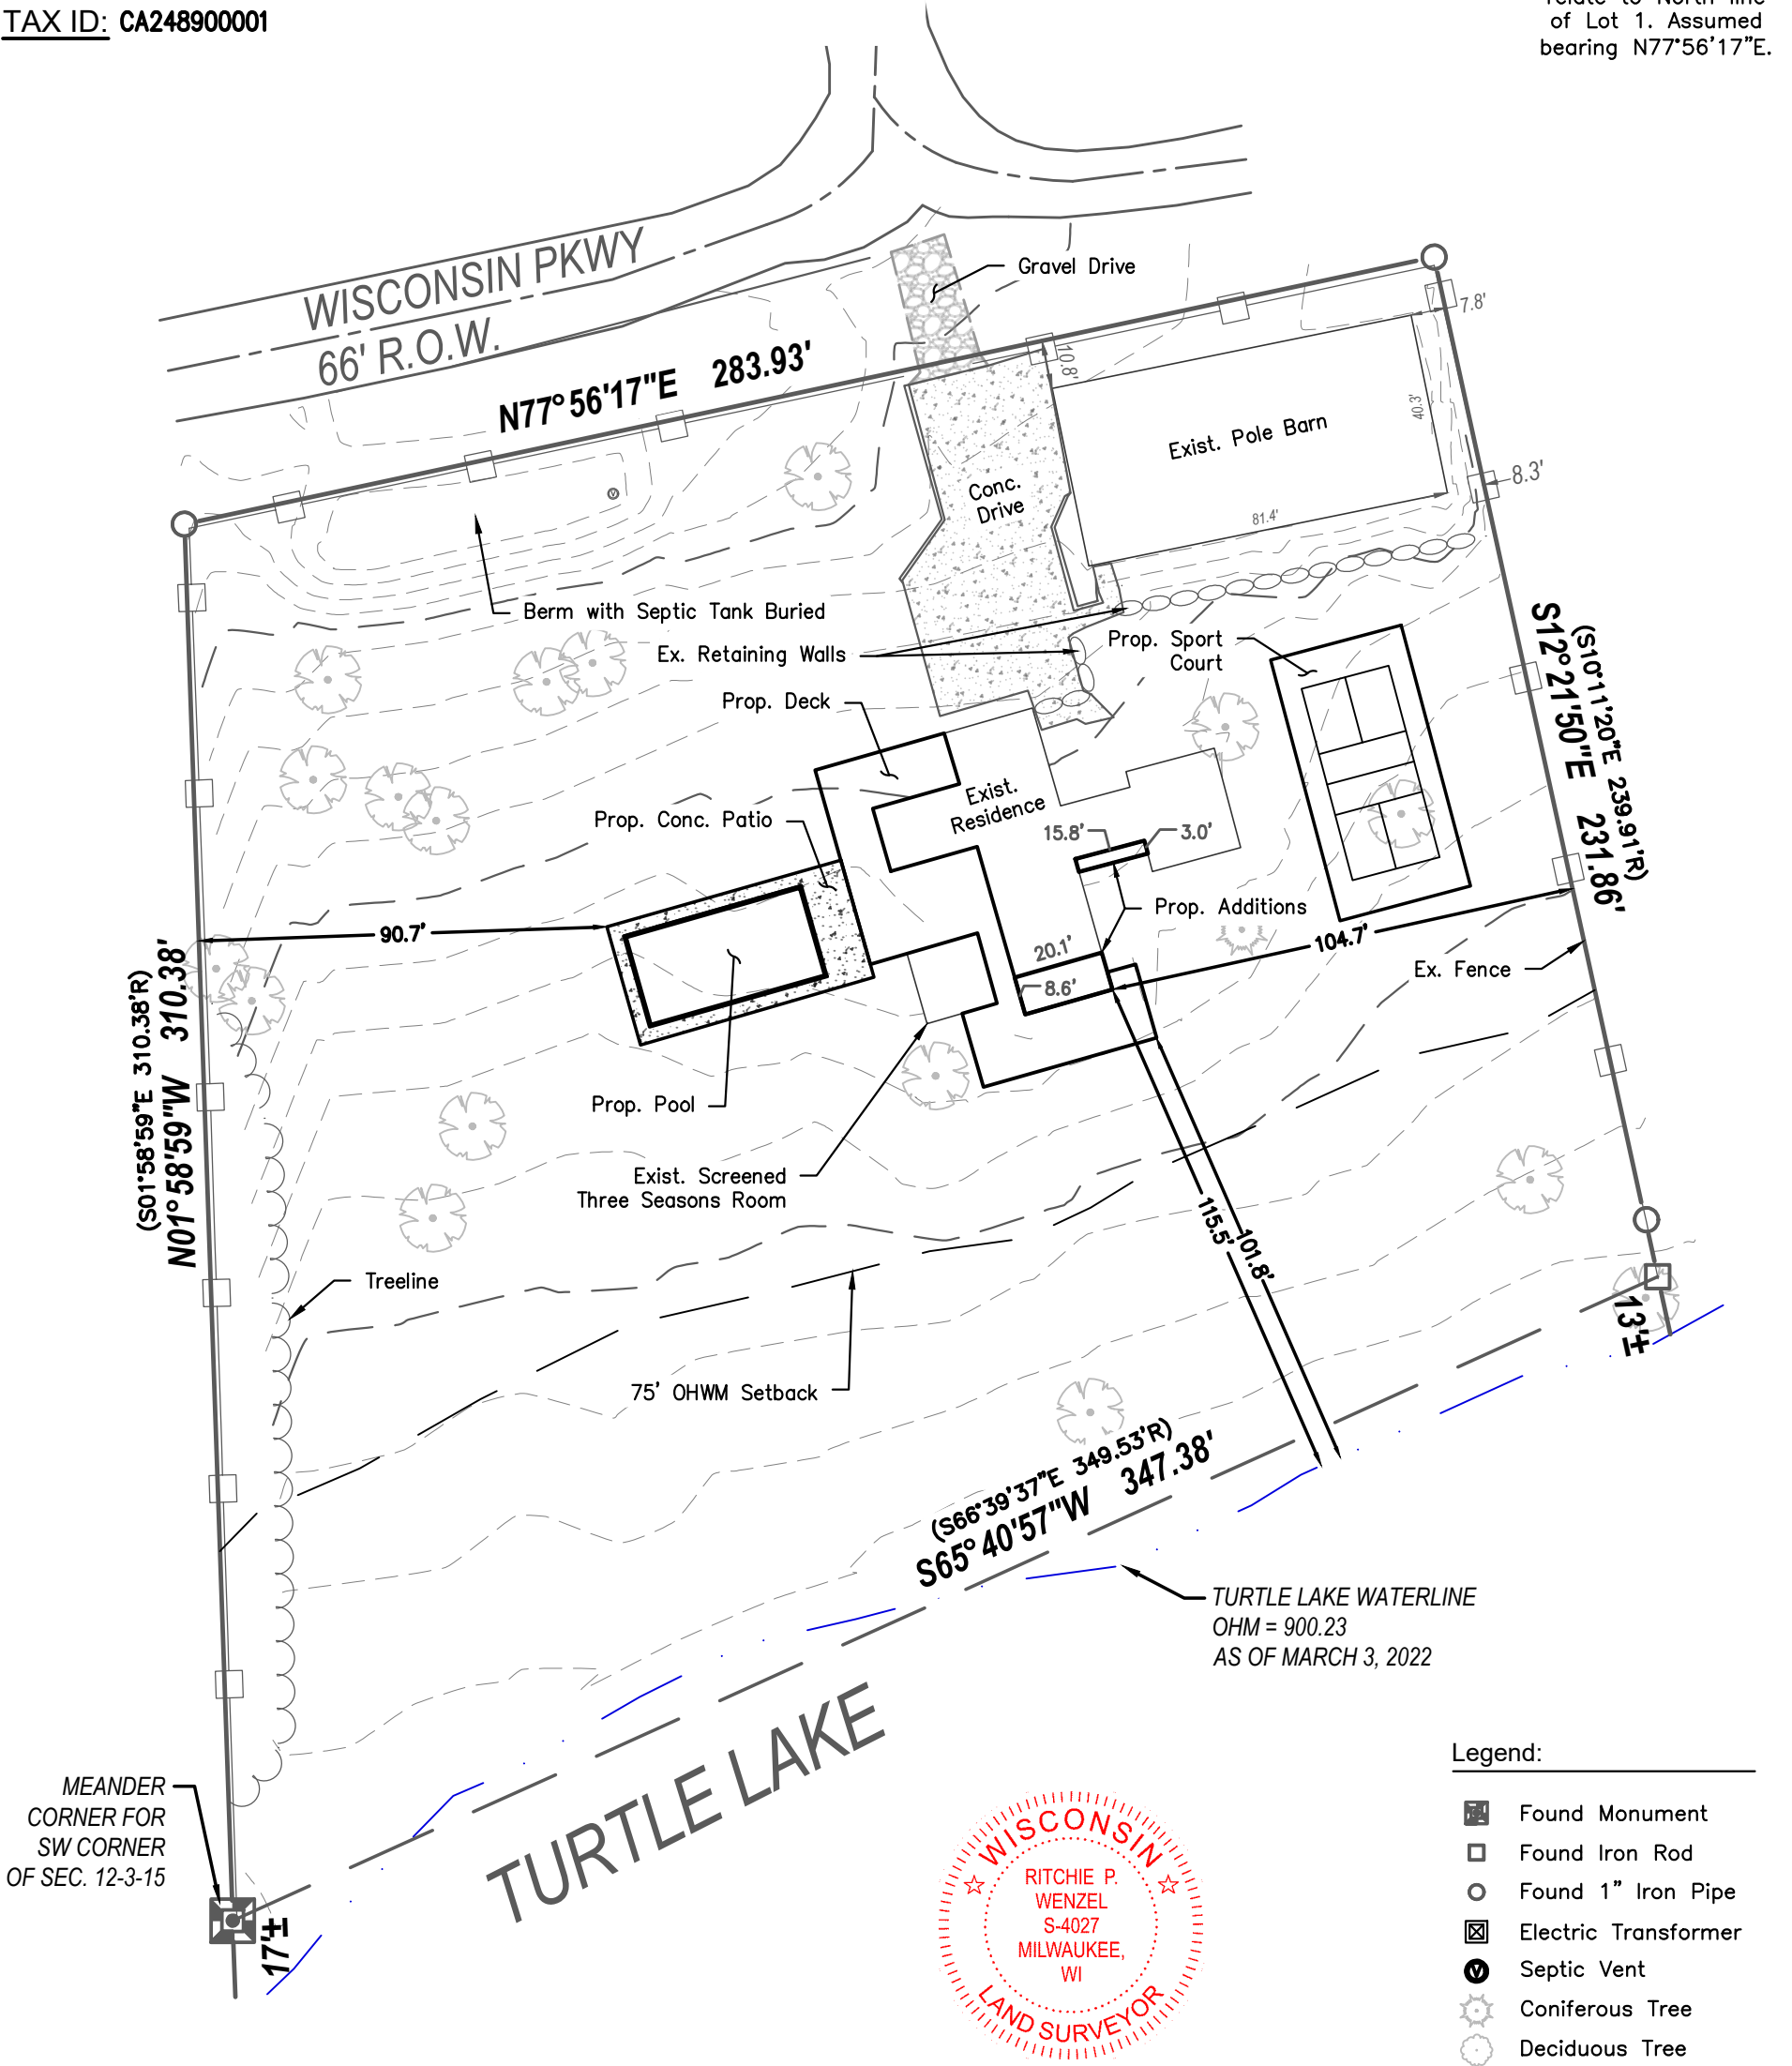 TAX ID: CA248900001
relate to North line
of Lot 1. Assumed
bearing N77°56'17"E.
WISCONSIN PKWY
66' R.O.W.
N77°56'17"E 283.93'
Gravel Drive
7.8'
10.8'
40.3'
Exist. Pole Barn
8.3'
81.4'
Conc.
Drive
Berm with Septic Tank Buried
Ex. Retaining Walls
Prop. Sport
Court
(S10°11'20"E 239.91'R)
S12°21'50"E 231.86'
Prop. Deck
Exist.
Residence
Prop. Conc. Patio
15.8'
3.0'
Prop. Additions
90.7'
20.1'
8.6'
104.7'
Ex. Fence
(S01°58'59"E 310.38'R)
N01°58'59"W 310.38'
Prop. Pool
Exist. Screened
Three Seasons Room
115.5'
101.8'
Treeline
13'±
75' OHWM Setback
(S66°39'37"E 349.53'R)
S65°40'57"W 347.38'
TURTLE LAKE WATERLINE
OHM = 900.23
AS OF MARCH 3, 2022
TURTLE LAKE
MEANDER
CORNER FOR
SW CORNER
OF SEC. 12-3-15
17'±
WISCONSIN
RITCHIE P.
WENZEL
S-4027
MILWAUKEE,
WI
LAND SURVEYOR
Legend:
Found Monument
Found Iron Rod
Found 1" Iron Pipe
Electric Transformer
V Septic Vent
Coniferous Tree
Deciduous Tree